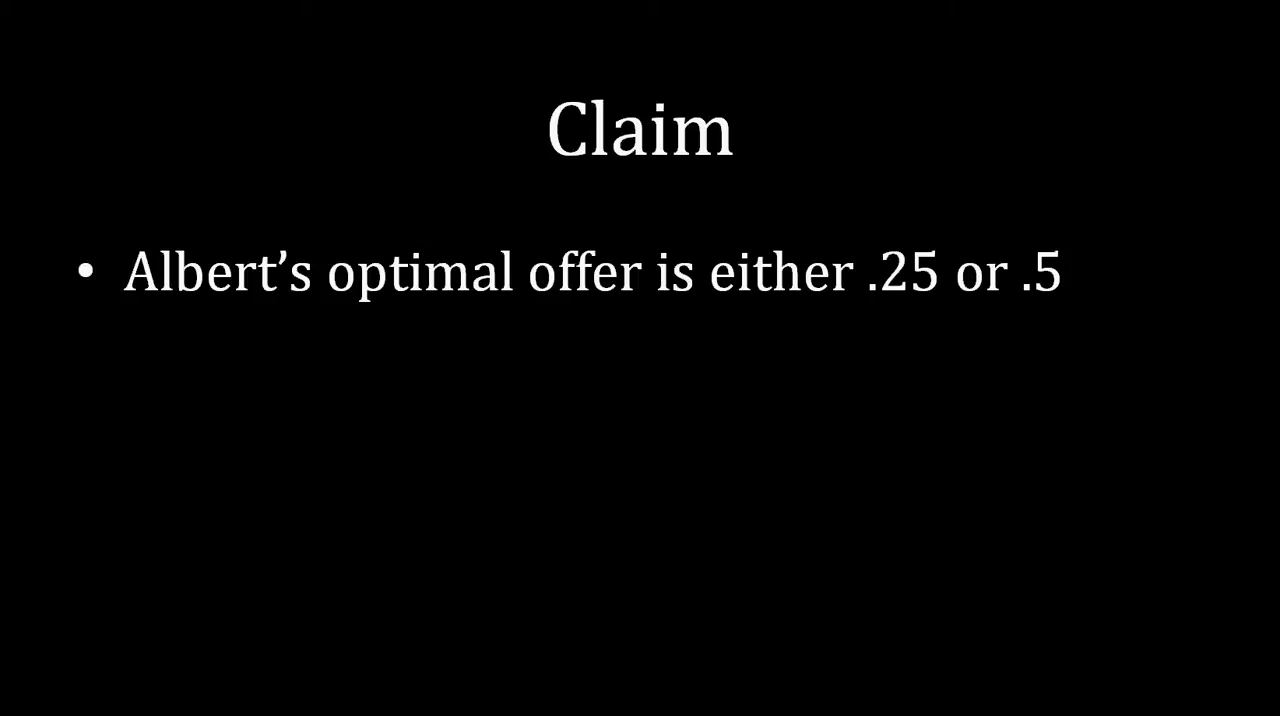 Claim
• Albert’s optimal offer is either .25 or .5